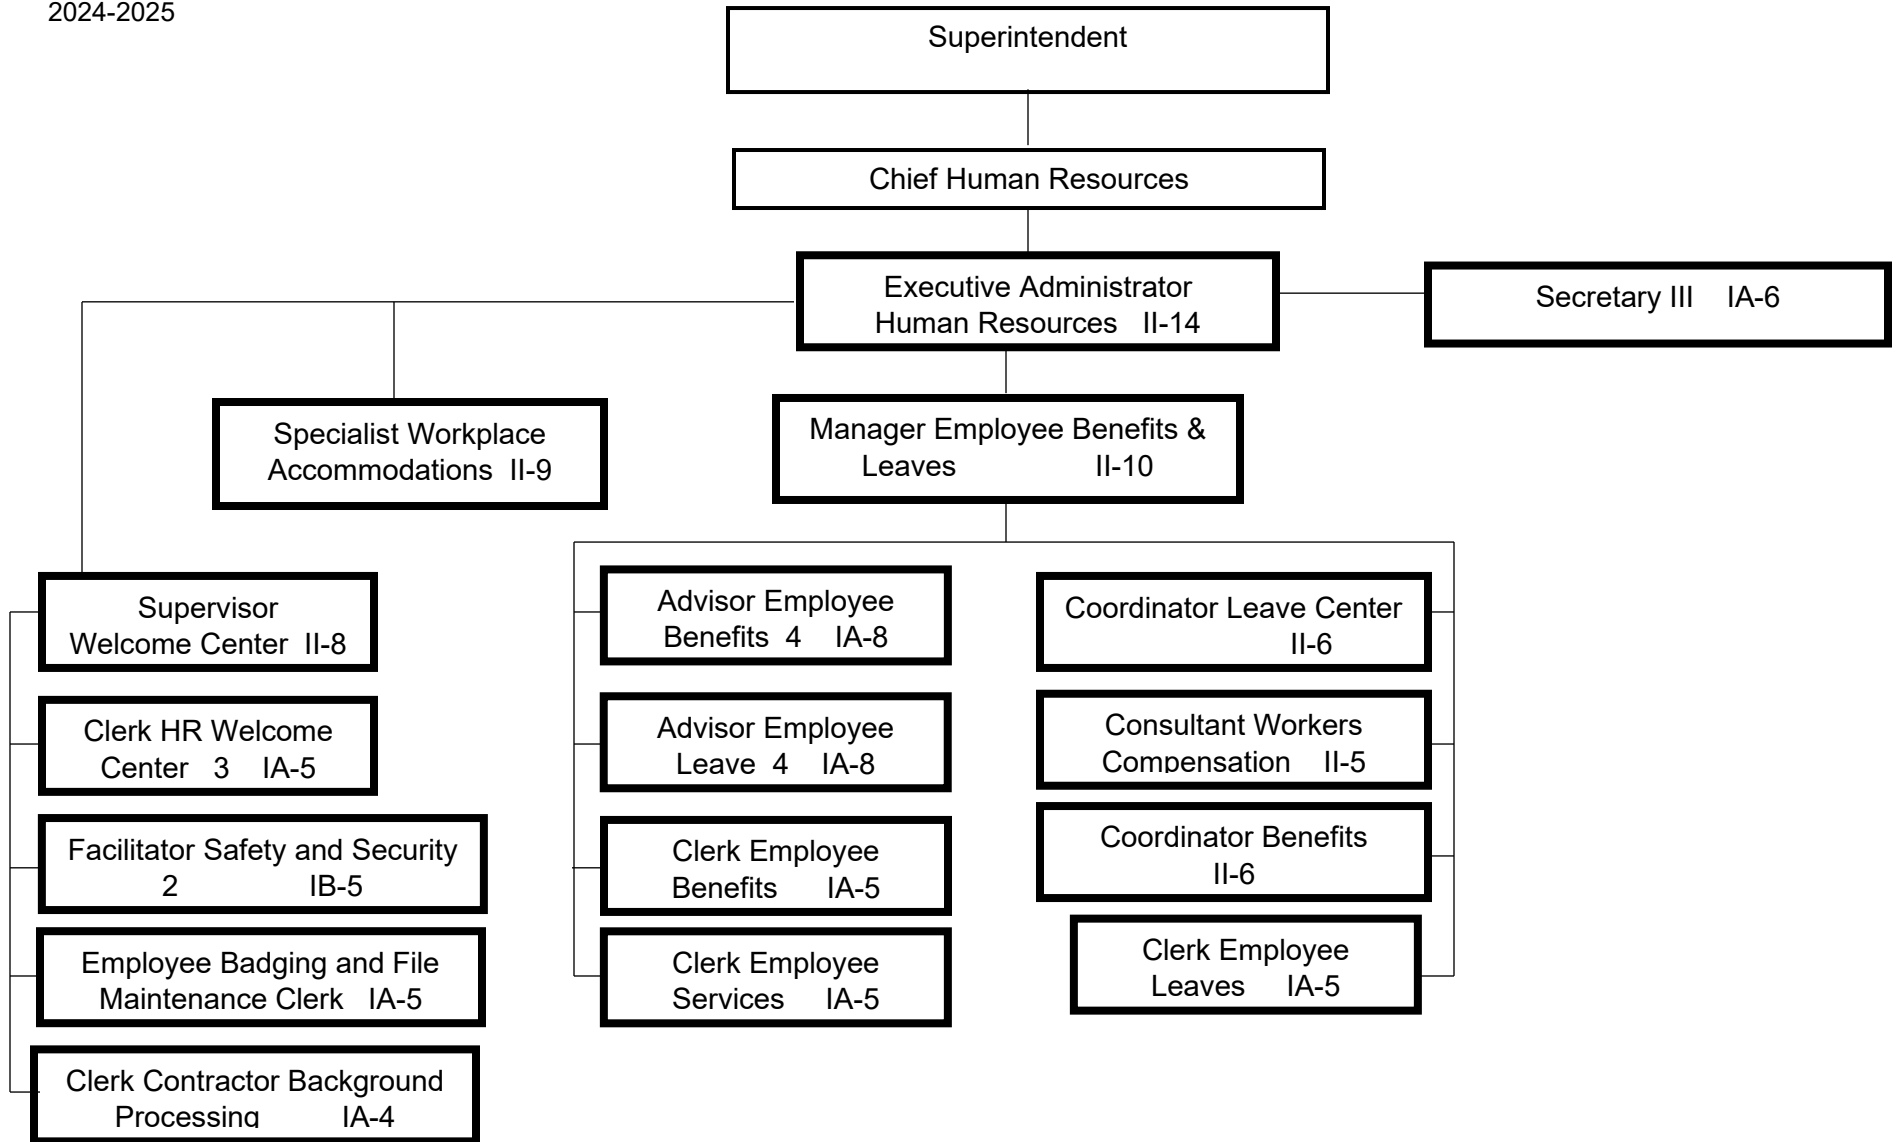 2024-2025
Superintendent
Chief Human Resources
Executive Administrator
Human Resources II-14
Secretary III IA-6
Specialist Workplace
Accommodations II-9
Manager Employee Benefits &
Leaves II-10
Supervisor
Welcome Center II-8
Clerk HR Welcome
Center 3 IA-5
Facilitator Safety and Security
2 IB-5
Employee Badging and File
Maintenance Clerk IA-5
Clerk Contractor Background
Processing IA-4
Advisor Employee
Benefits 4 IA-8
Advisor Employee
Leave 4 IA-8
Clerk Employee
Benefits IA-5
Clerk Employee
Services IA-5
Coordinator Leave Center
II-6
Consultant Workers
Compensation II-5
Coordinator Benefits
II-6
Clerk Employee
Leaves IA-5